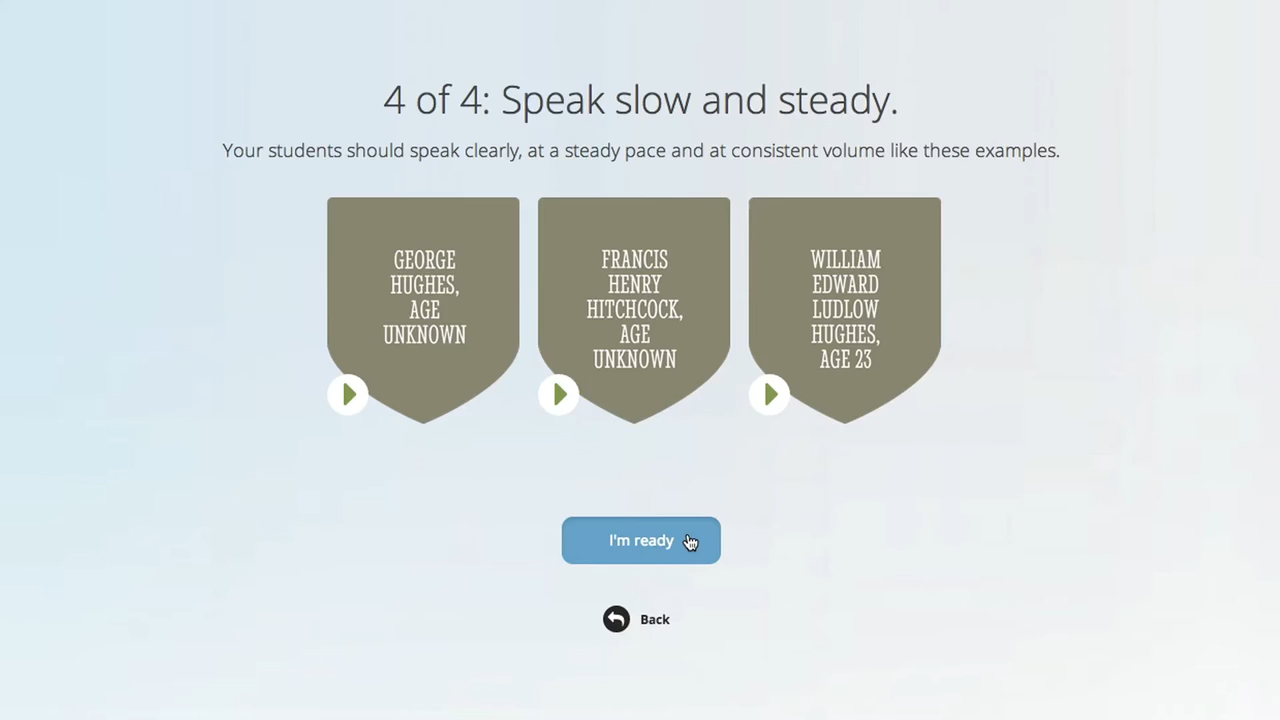 4 of 4: Speak slow and steady.
Your students should speak clearly, at a steady pace and at consistent volume like these examples.
GEORGE
HUGHES,
AGE
UNKNOWN
FRANCIS
HENRY
HITCHCOCK,
AGE
UNKNOWN
WILLIAM
EDWARD
LUDLOW
HUGHES,
AGE 23
I'm ready
Back